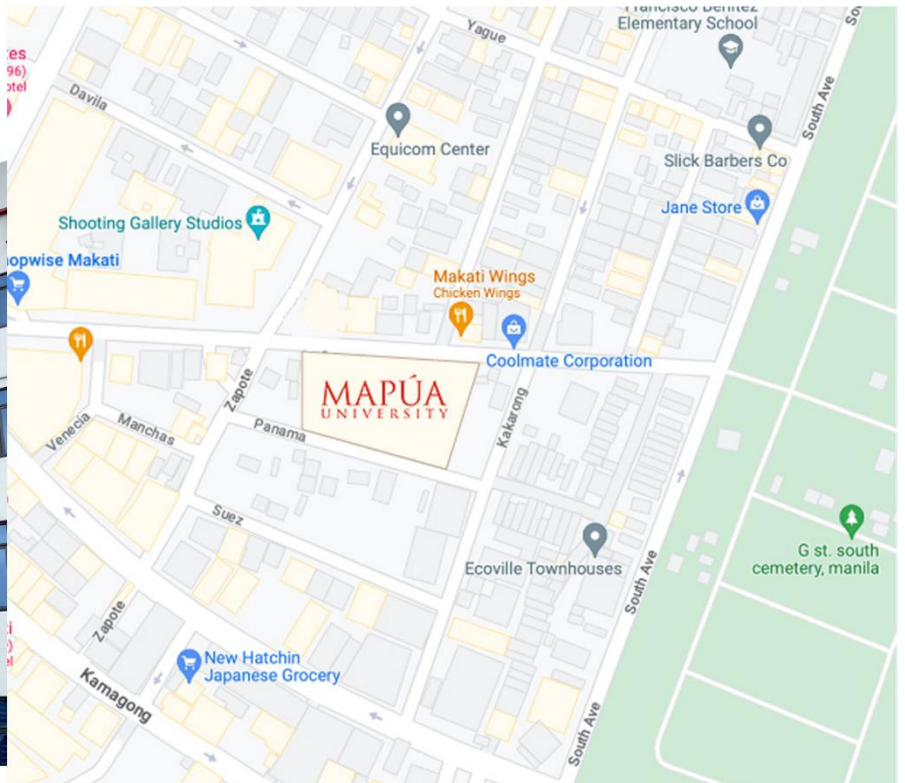 Francisco Benitez
Elementary School
Yague
South Ave
Davila
Equicom Center
Slick Barbers Co
Jane Store
Shooting Gallery Studios
opwise Makati
Makati Wings
Chicken Wings
Coolmate Corporation
MAPÚA
UNIVERSITY
Zapote
Kakarong
Venecia
Manchas
Panama
Suez
Ecoville Townhouses
G st. south
cemetery, manila
South Ave
Zapote
New Hatchin
Japanese Grocery
Kamagong
South Ave